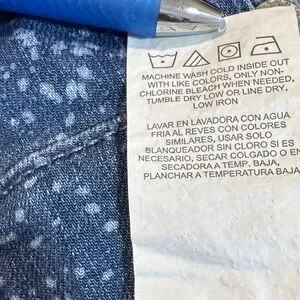 MACHINE WASH COLD INSIDE OUT
WITH LIKE COLORS, ONLY NON-
CHLORINE BLEACH WHEN NEEDED.
TUMBLE DRY LOW OR LINE DRY,
LOW IRON
LAVAR EN LAVADORA CON AGUA
FRIA AL REVES CON COLORES
SIMILARES, USAR SOLO
BLANQUEADOR SIN CLORO SI ES
NECESARIO, SECAR COLGADO O EN
SECADORA A TEMP. BAJA,
PLANCHAR A TEMPERATURA BAJA